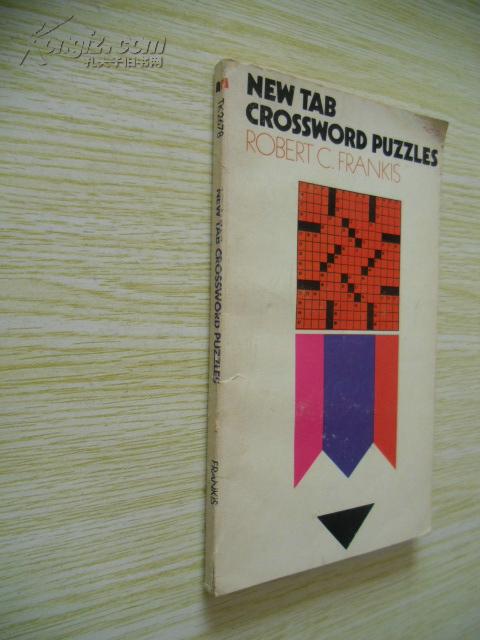 Kongfz.com
孔夫子旧书网
NEW TAB
CROSSWORD PUZZLES
ROBERT C. FRANKIS
TK2678
NEW TAB CROSSWORD PUZZLES
FRANKIS